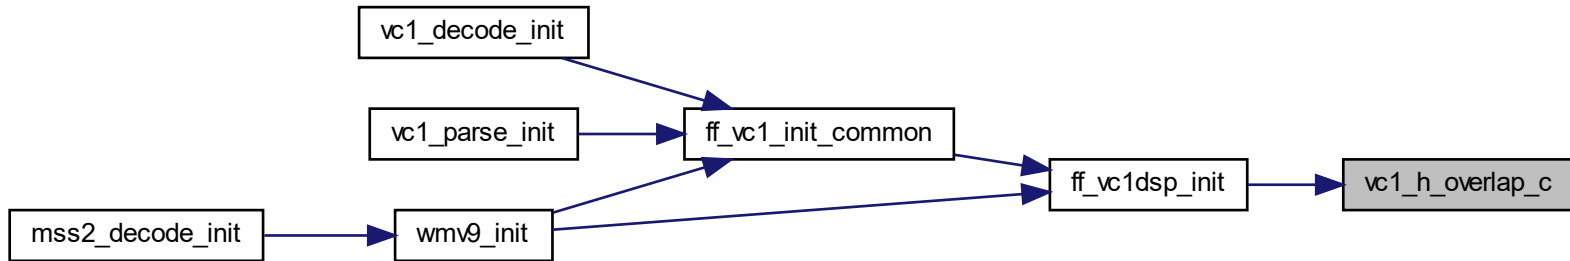 vc1_decode_init
vc1_parse_init
ff_vc1_init_common
ff_vc1dsp_init
vc1_h_overlap_c
mss2_decode_init
wmv9_init